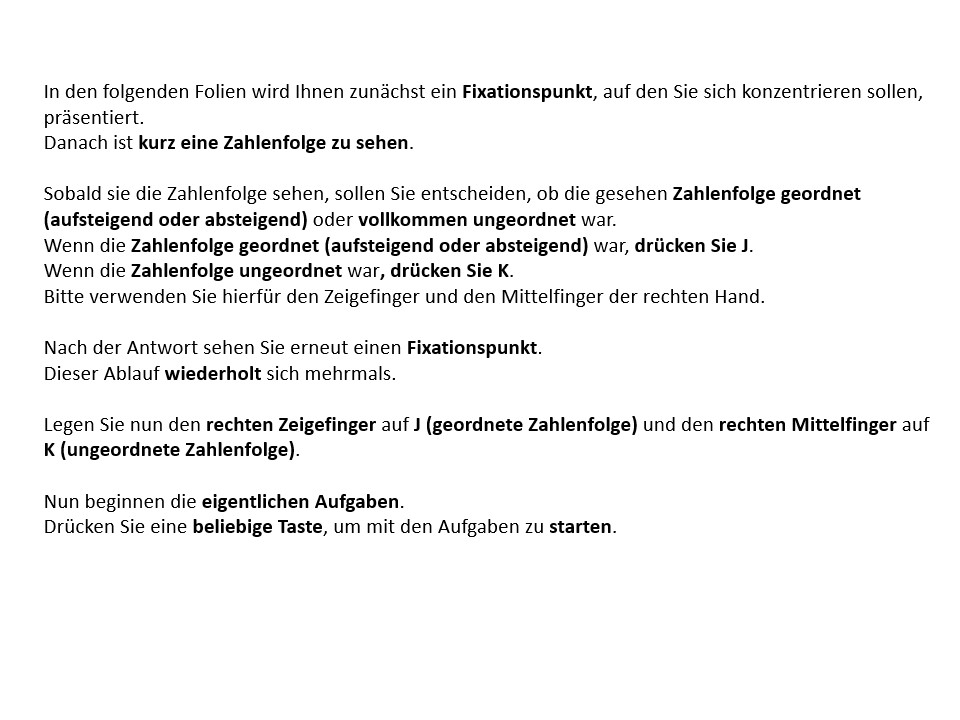 In den folgenden Folien wird Ihnen zunächst ein Fixationspunkt, auf den Sie sich konzentrieren sollen,
präsentiert.
Danach ist kurz eine Zahlenfolge zu sehen.
Sobald sie die Zahlenfolge sehen, sollen Sie entscheiden, ob die gesehen Zahlenfolge geordnet
(aufsteigend oder absteigend) oder vollkommen ungeordnet war.
Wenn die Zahlenfolge geordnet (aufsteigend oder absteigend) war, drücken Sie J.
Wenn die Zahlenfolge ungeordnet war, drücken Sie K.
Bitte verwenden Sie hierfür den Zeigefinger und den Mittelfinger der rechten Hand.
Nach der Antwort sehen Sie erneut einen Fixationspunkt.
Dieser Ablauf wiederholt sich mehrmals.
Legen Sie nun den rechten Zeigefinger auf J (geordnete Zahlenfolge) und den rechten Mittelfinger auf
K (ungeordnete Zahlenfolge).
Nun beginnen die eigentlichen Aufgaben.
Drücken Sie eine beliebige Taste, um mit den Aufgaben zu starten.